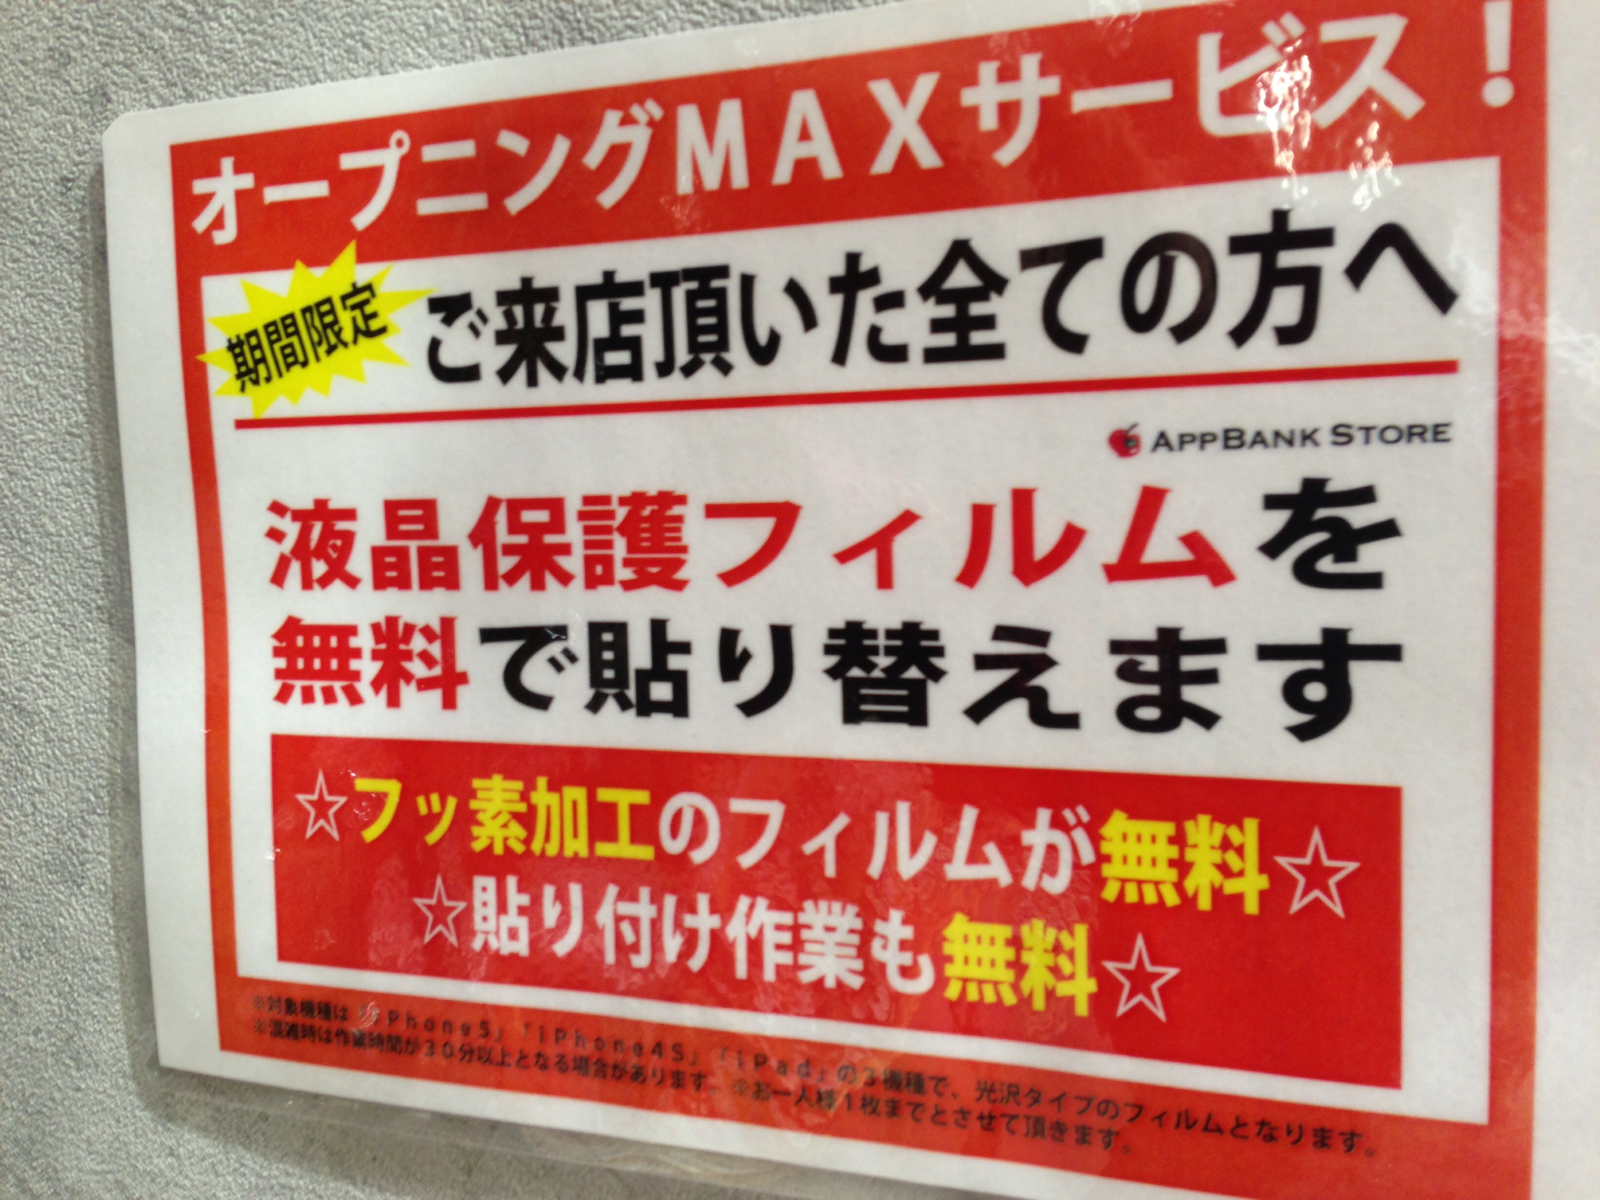 オープニングMAXサービス!
期間限定
ご来店頂いた全ての方へ
APPBANK STORE
液晶保護フィルムを
無料で貼り替えます
☆フッ素加工のフィルムが無料☆
☆貼り付け作業も無料☆
※対象機種は「iPhone5」「iPhone4S」「iPad」の3機種で、光沢タイプのフィルムとなります。
※混雑時は作業時間が30分以上となる場合があります。※お一人様1枚までとさせて頂きます。